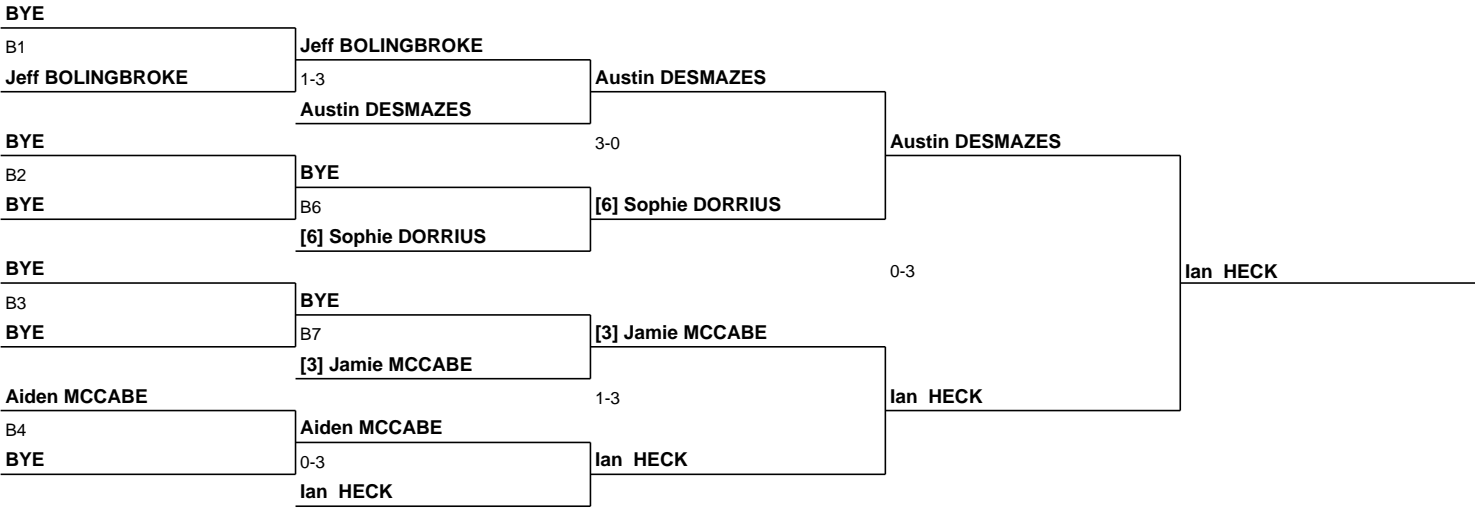 BYE
B1
Jeff BOLINGBROKE
Jeff BOLINGBROKE
1-3
Austin DESMAZES
Austin DESMAZES
BYE
B2
BYE
BYE
B6
[6] Sophie DORRIUS
3-0
[6] Sophie DORRIUS
Austin DESMAZES
BYE
B3
BYE
BYE
B7
[3] Jamie MCCABE
[3] Jamie MCCABE
Aiden MCCABE
B4
BYE
Aiden MCCABE
0-3
Ian HECK
1-3
Ian HECK
Ian HECK
0-3
Ian HECK